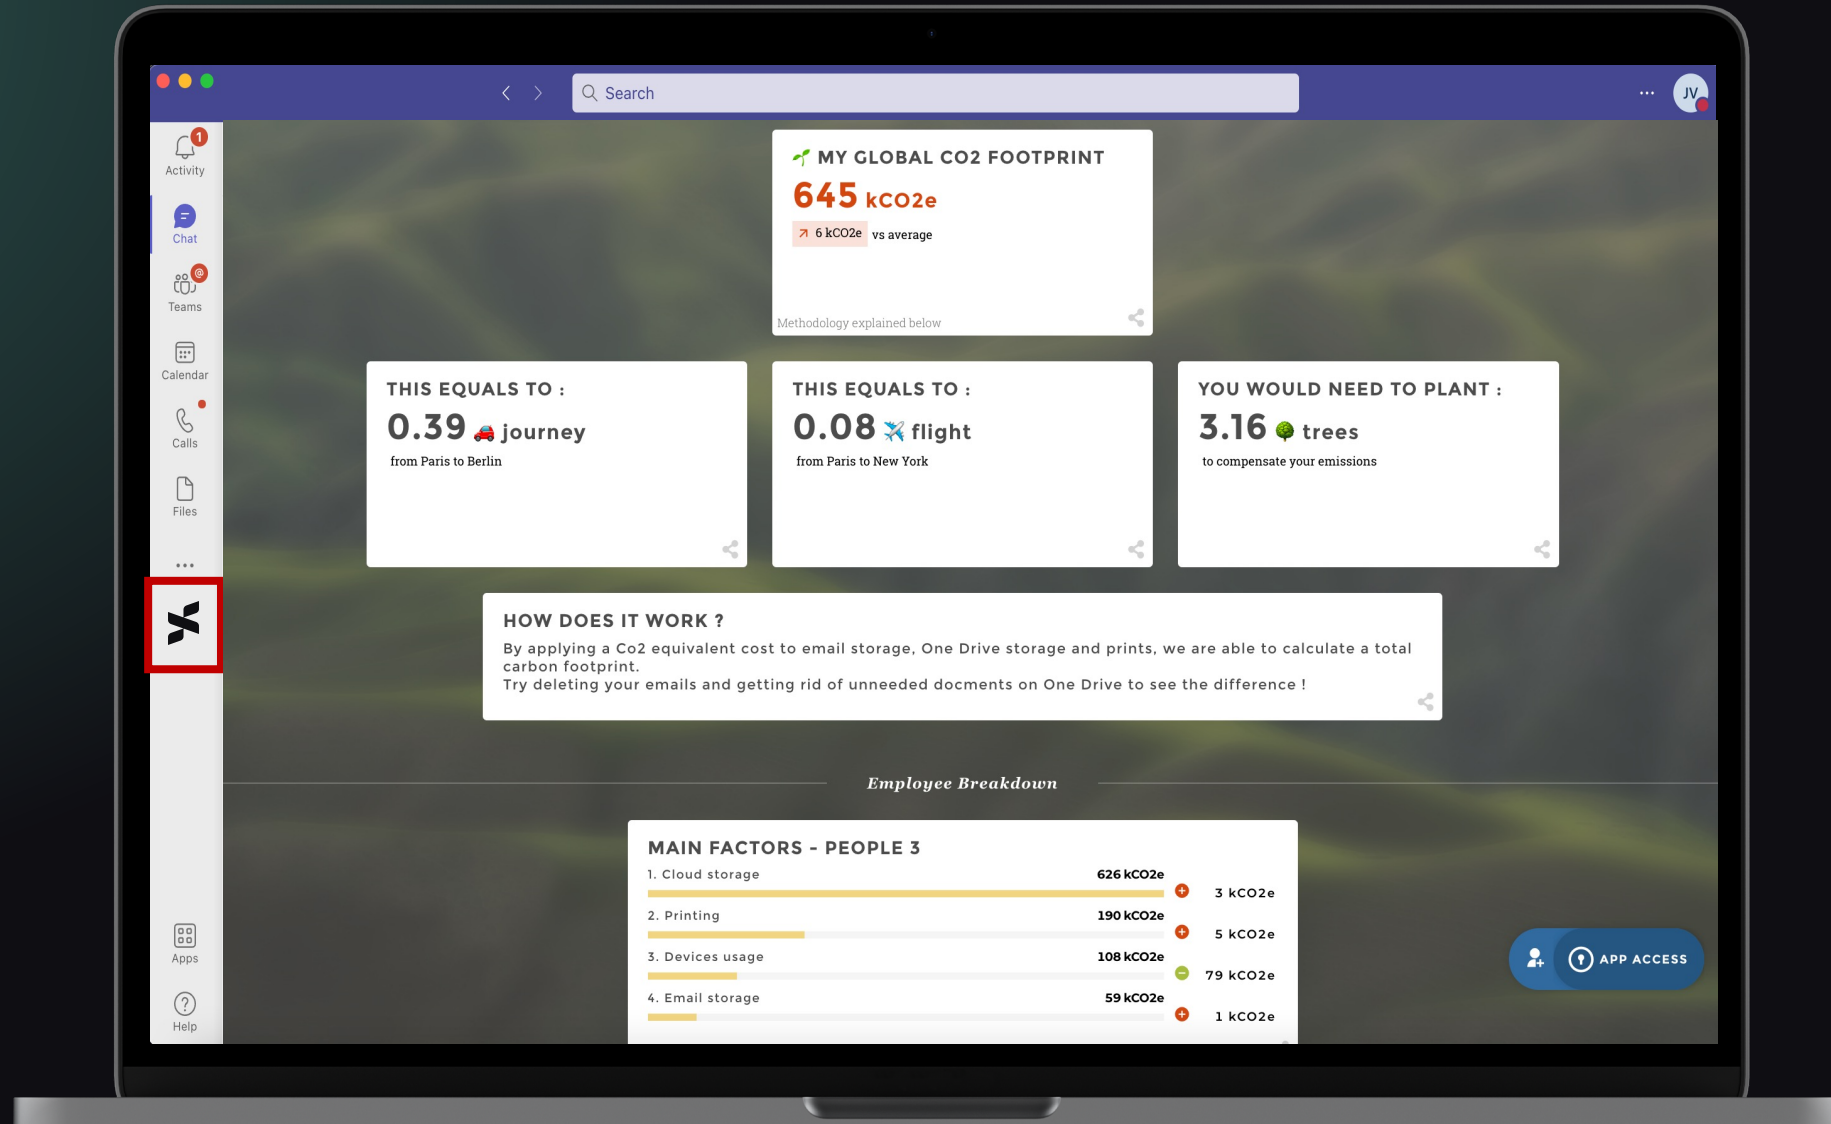 Search
JV
1
Activity
Chat
@
Teams
Calendar
Calls
Files
Apps
Help
MY GLOBAL CO2 FOOTPRINT
645 kCO2e
6 kCO2e vs average
Methodology explained below
THIS EQUALS TO :
0.39 journey
from Paris to Berlin
THIS EQUALS TO :
0.08 flight
from Paris to New York
YOU WOULD NEED TO PLANT :
3.16 trees
to compensate your emissions
HOW DOES IT WORK ?
By applying a Co2 equivalent cost to email storage, One Drive storage and prints, we are able to calculate a total
carbon footprint.
Try deleting your emails and getting rid of unneeded docments on One Drive to see the difference !
Employee Breakdown
MAIN FACTORS - PEOPLE 3
1. Cloud storage 626 kCO2e
3 kCO2e
2. Printing 190 kCO2e
5 kCO2e
3. Devices usage 108 kCO2e
79 kCO2e
4. Email storage 59 kCO2e
1 kCO2e
APP ACCESS